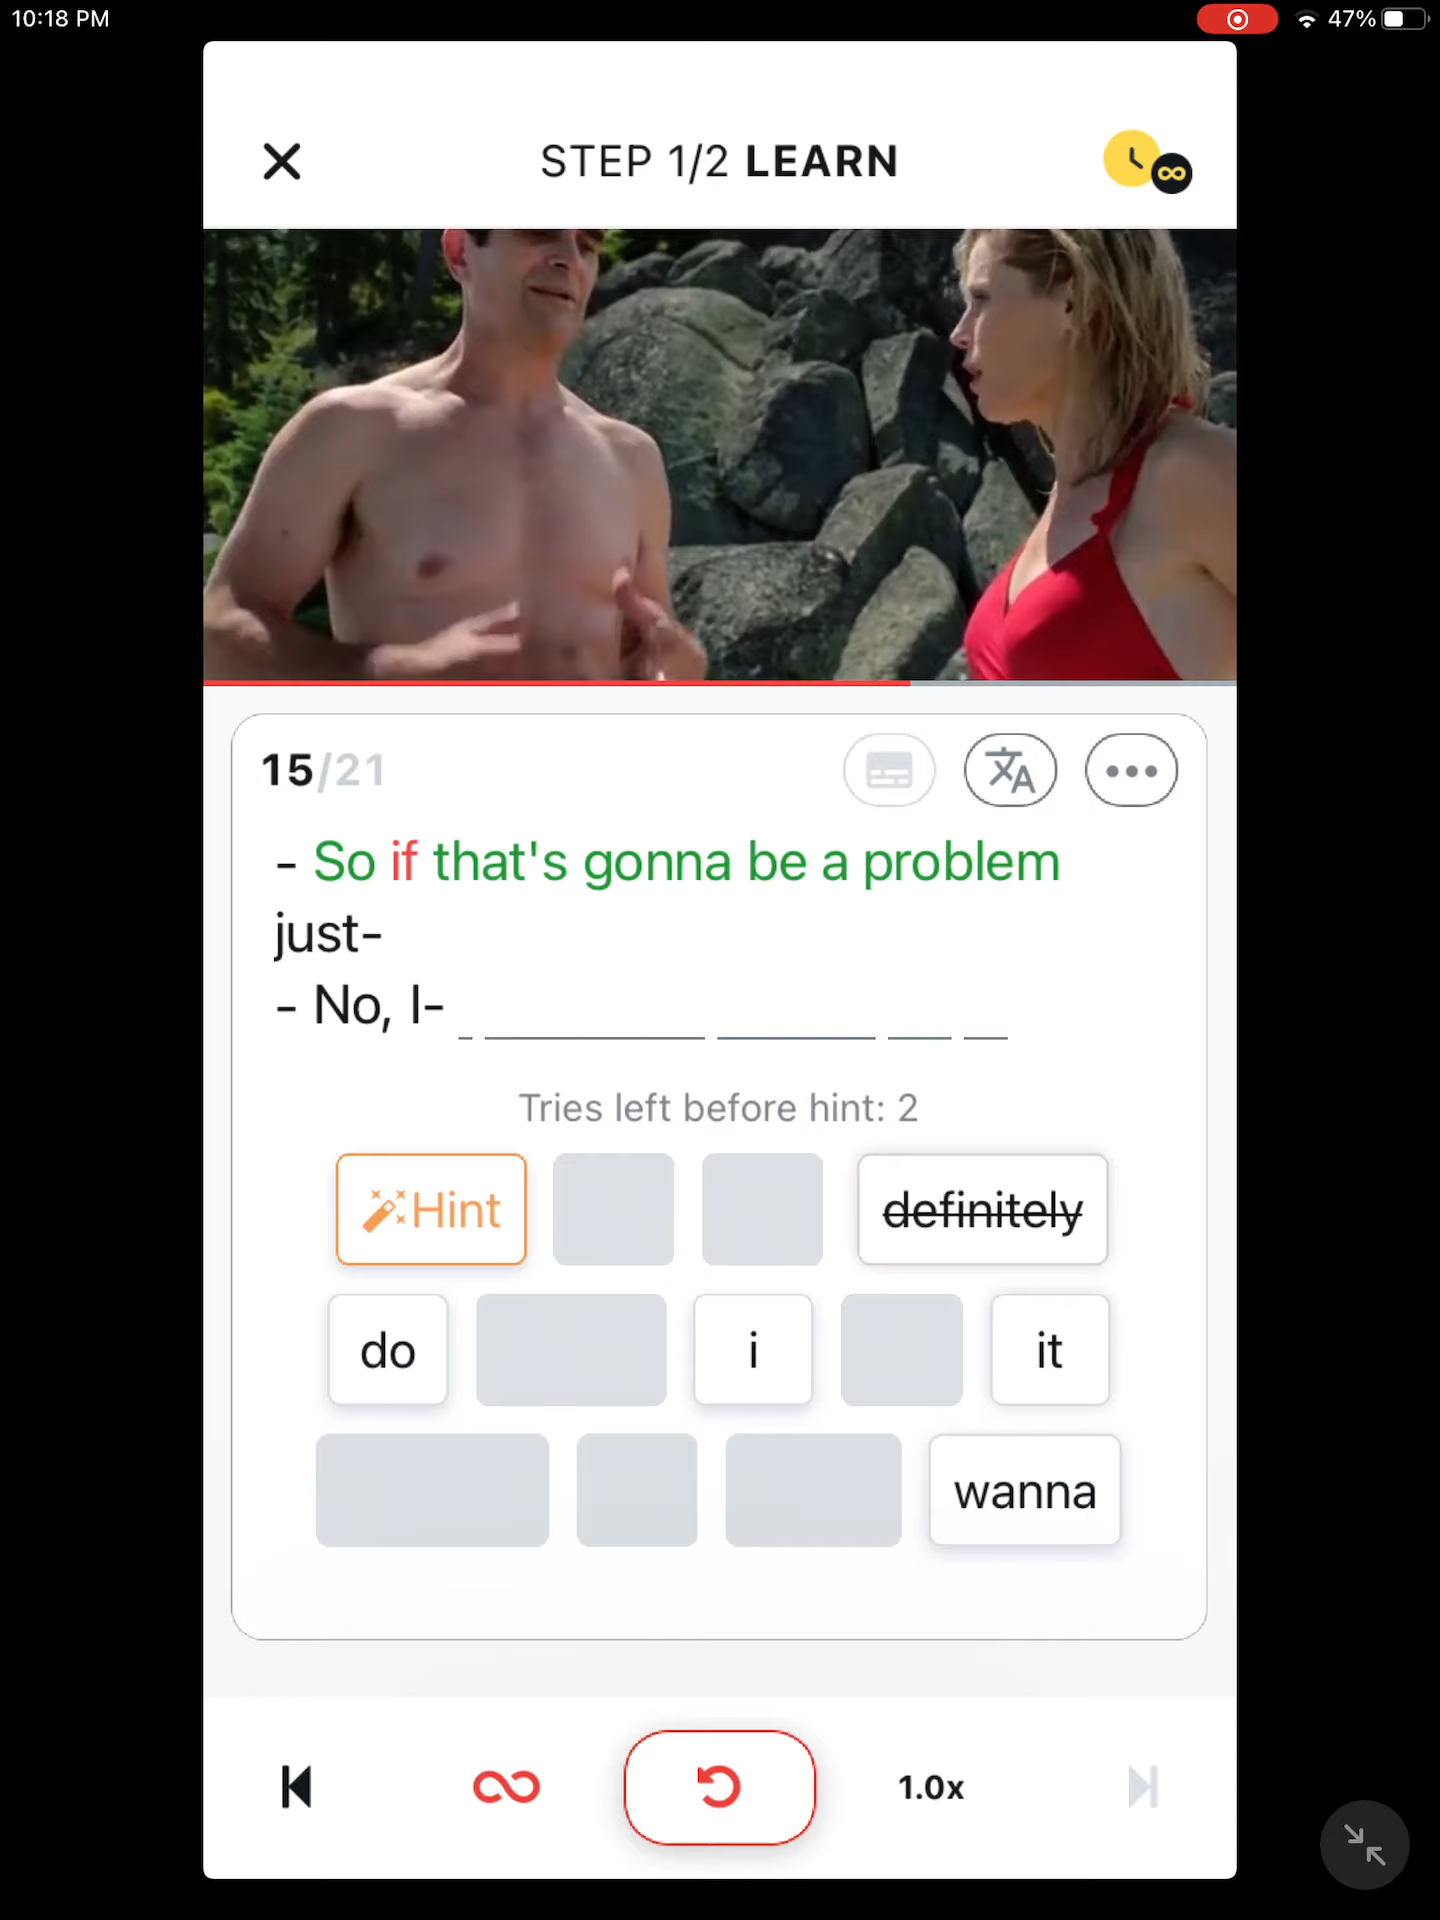 10:18 PM
47%
STEP 1/2 LEARN
15/21
- So if that's gonna be a problem
just-
- No, I-
Tries left before hint: 2
Hint
definitely
do
i
it
wanna
1.0x